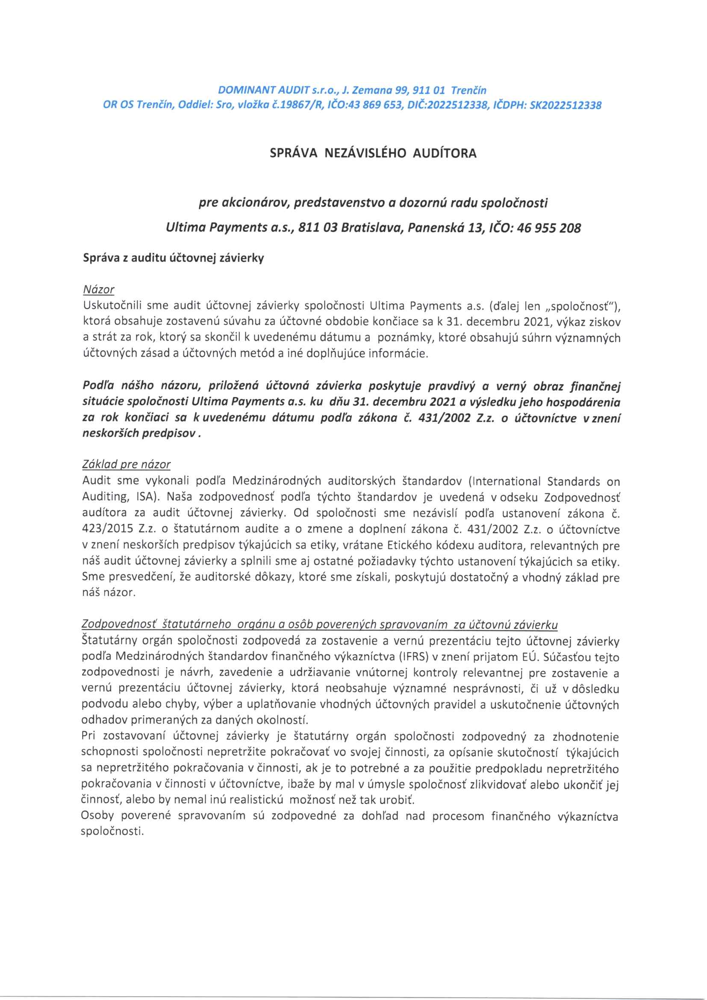 DOMINANT AUDIT s.r.o., J. Zemana 99, 911 01 Trenčín
OR OS Trenčín, Oddiel: Sro, vložka č.19867/R, IČO:43 869 653, DIČ:2022512338, IČDPH: SK2022512338
SPRÁVA NEZÁVISLÉHO AUDÍTORA
pre akcionárov, predstavenstvo a dozornú radu spoločnosti
Ultima Payments a.s., 811 03 Bratislava, Panenská 13, IČO: 46 955 208
Správa z auditu účtovnej závierky
Názor
Uskutočnili sme audit účtovnej závierky spoločnosti Ultima Payments a.s. (ďalej len „spoločnosť“),
ktorá obsahuje zostavenú súvahu za účtovné obdobie končiace sa k 31. decembru 2021, výkaz ziskov
a strát za rok, ktorý sa skončil k uvedenému dátumu a poznámky, ktoré obsahujú súhrn významných
účtovných zásad a účtovných metód a iné doplňujúce informácie.
Podľa nášho názoru, priložená účtovná závierka poskytuje pravdivý a verný obraz finančnej
situácie spoločnosti Ultima Payments a.s. ku dňu 31. decembru 2021 a výsledku jeho hospodárenia
za rok končiaci sa k uvedenému dátumu podľa zákona č. 431/2002 Z.z. o účtovníctve v znení
neskorších predpisov .
Základ pre názor
Audit sme vykonali podľa Medzinárodných auditorských štandardov (International Standards on
Auditing, ISA). Naša zodpovednosť podľa týchto štandardov je uvedená v odseku Zodpovednosť
audítora za audit účtovnej závierky. Od spoločnosti sme nezávislí podľa ustanovení zákona č.
423/2015 Z.z. o štatutárnom audite a o zmene a doplnení zákona č. 431/2002 Z.z. o účtovníctve
v znení neskorších predpisov týkajúcich sa etiky, vrátane Etického kódexu auditora, relevantných pre
náš audit účtovnej závierky a splnili sme aj ostatné požiadavky týchto ustanovení týkajúcich sa etiky.
Sme presvedčení, že auditorské dôkazy, ktoré sme získali, poskytujú dostatočný a vhodný základ pre
náš názor.
Zodpovednosť štatutárneho orgánu a osôb poverených spravovaním za účtovnú závierku
Štatutárny orgán spoločnosti zodpovedá za zostavenie a vernú prezentáciu tejto účtovnej závierky
podľa Medzinárodných štandardov finančného výkazníctva (IFRS) v znení prijatom EÚ. Súčasťou tejto
zodpovednosti je návrh, zavedenie a udržiavanie vnútornej kontroly relevantnej pre zostavenie a
vernú prezentáciu účtovnej závierky, ktorá neobsahuje významné nesprávnosti, či už v dôsledku
podvodu alebo chyby, výber a uplatňovanie vhodných účtovných pravidel a uskutočnenie účtovných
odhadov primeraných za daných okolností.
Pri zostavovaní účtovnej závierky je štatutárny orgán spoločnosti zodpovedný za zhodnotenie
schopnosti spoločnosti nepretržite pokračovať vo svojej činnosti, za opísanie skutočností týkajúcich
sa nepretržitého pokračovania v činnosti, ak je to potrebné a za použitie predpokladu nepretržitého
pokračovania v činnosti v účtovníctve, ibaže by mal v úmysle spoločnosť zlikvidovať alebo ukončiť jej
činnosť, alebo by nemal inú realistickú možnosť než tak urobiť.
Osoby poverené spravovaním sú zodpovedné za dohľad nad procesom finančného výkazníctva
spoločnosti.